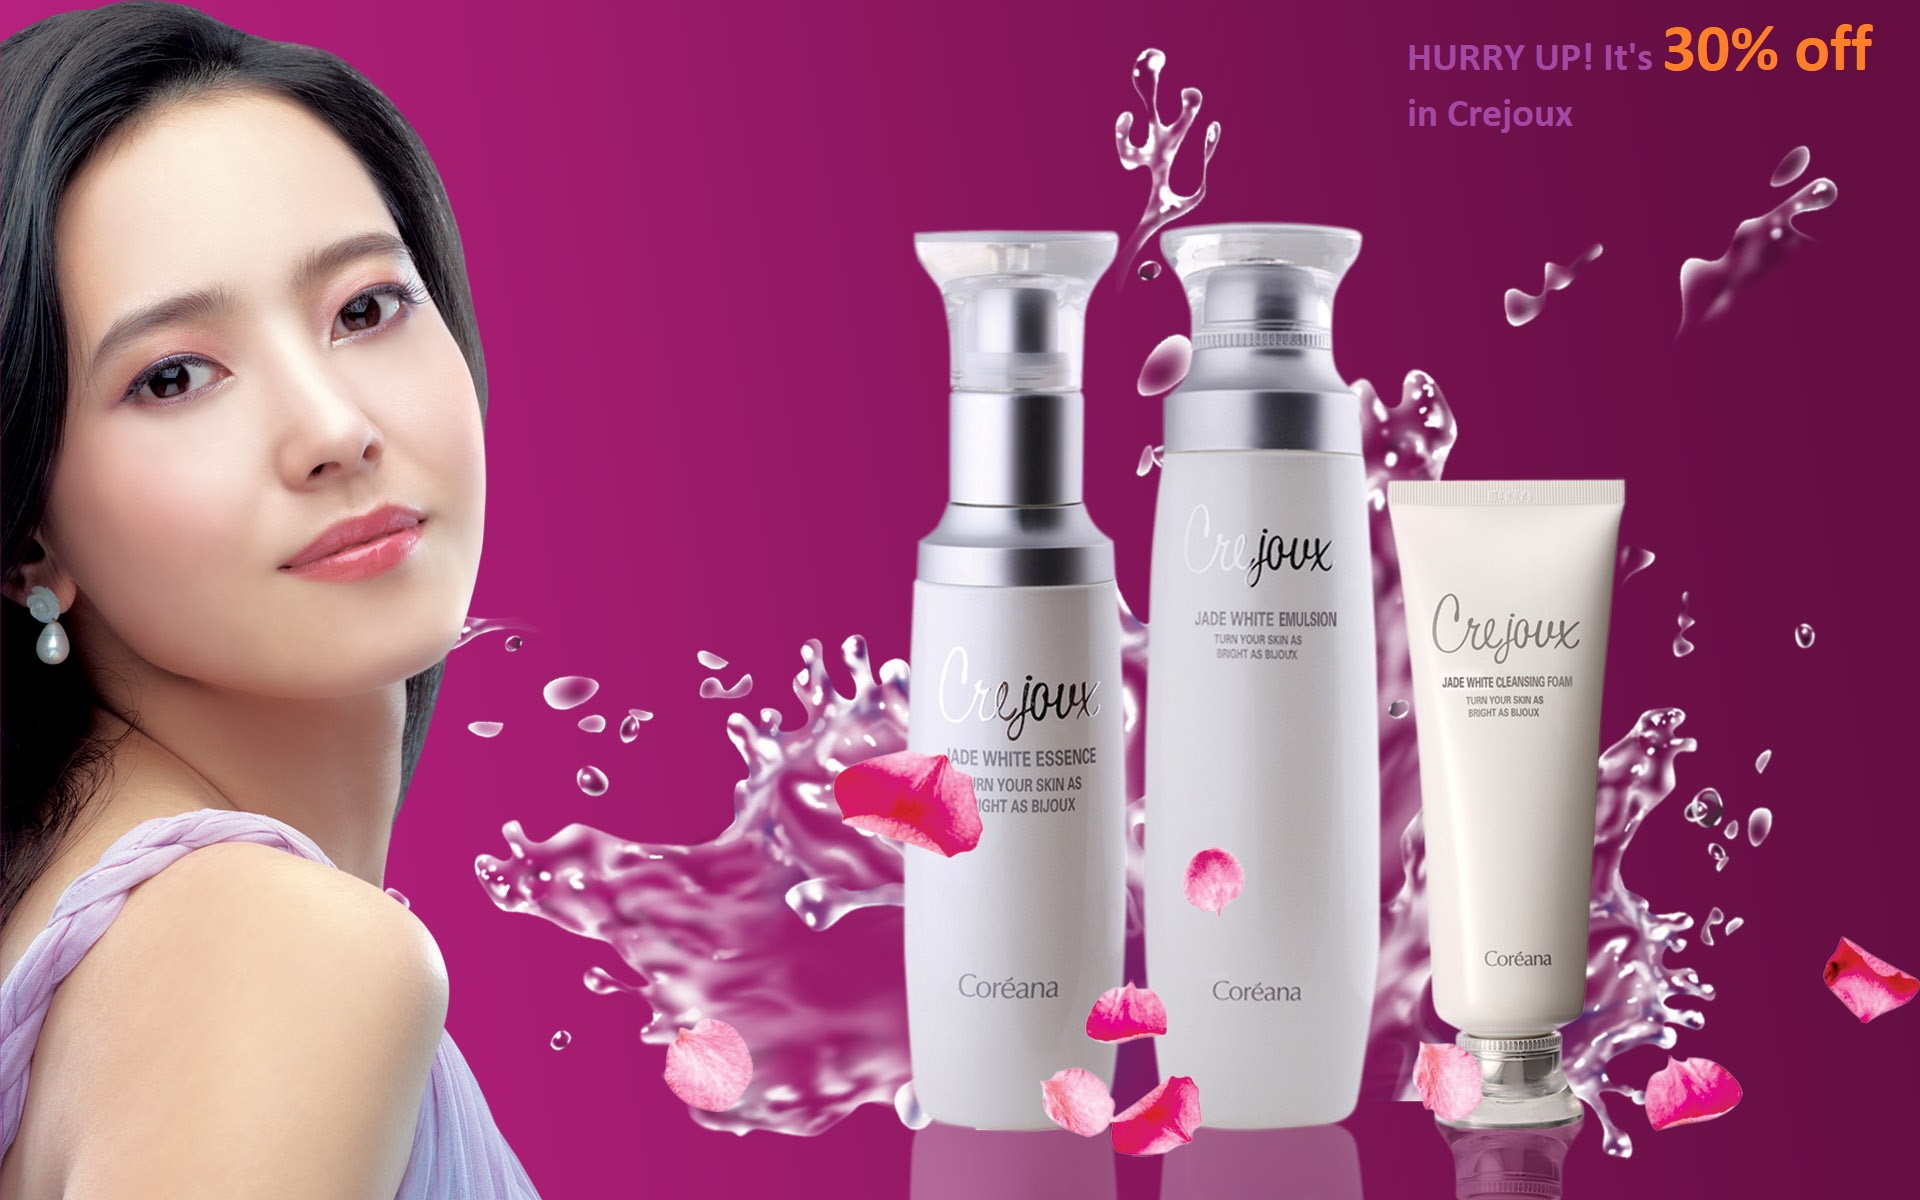 HURRY UP! It's 30% off
in Crejoux
Crejoux
JADE WHITE ESSENCE
TURN YOUR SKIN AS
BRIGHT AS BIJOUX
Coréana
Crejoux
JADE WHITE EMULSION
TURN YOUR SKIN AS
BRIGHT AS BIJOUX
Coréana
Crejoux
JADE WHITE CLEANSING FOAM
TURN YOUR SKIN AS
BRIGHT AS BIJOUX
Coréana